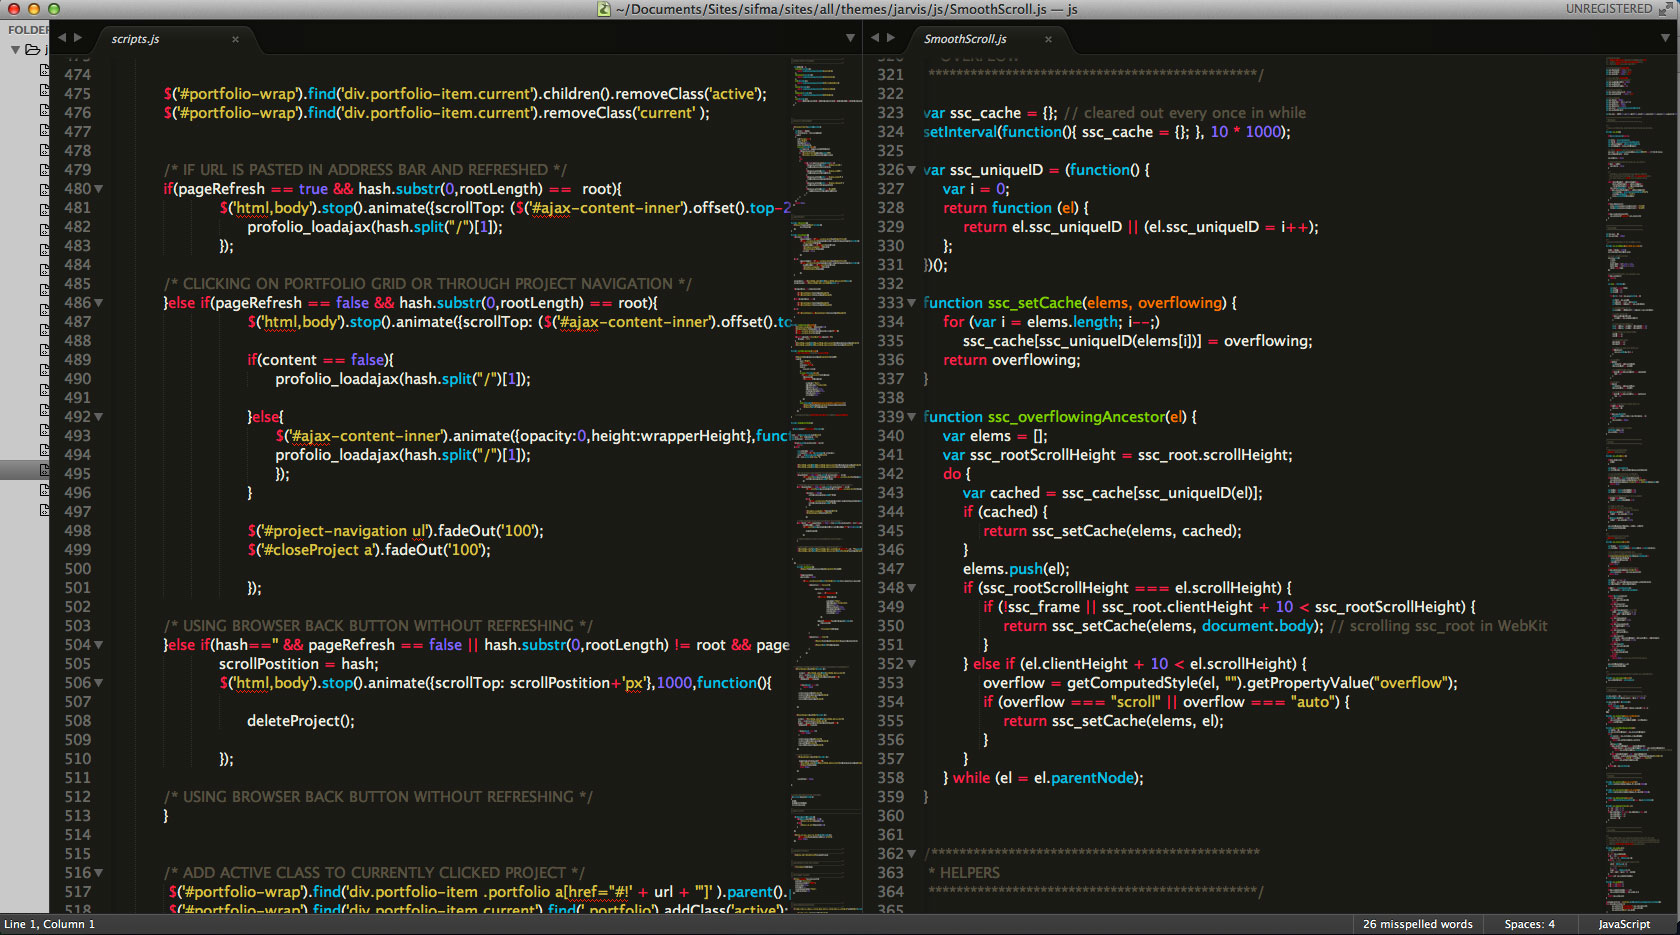 ~/Documents/Sites/sifma/sites/all/themes/jarvis/js/SmoothScroll.js — js
UNREGISTERED
FOLDER
scripts.js
474
475 $('#portfolio-wrap').find('div.portfolio-item.current').children().removeClass('active');
476 $('#portfolio-wrap').find('div.portfolio-item.current').removeClass('current' );
477
478
479 /* IF URL IS PASTED IN ADDRESS BAR AND REFRESHED */
480 if(pageRefresh == true && hash.substr(0,rootLength) ==  root){
481 $('html,body').stop().animate({scrollTop: ($('#ajax-content-inner').offset().top-2
482 profolio_loadajax(hash.split("/")[1]);
483 });
484
485 /* CLICKING ON PORTFOLIO GRID OR THROUGH PROJECT NAVIGATION */
486 }else if(pageRefresh == false && hash.substr(0,rootLength) == root){
487 $('html,body').stop().animate({scrollTop: ($('#ajax-content-inner').offset().to
488
489 if(content == false){
490 profolio_loadajax(hash.split("/")[1]);
491
492 }else{
493 $('#ajax-content-inner').animate({opacity:0,height:wrapperHeight},func
494 profolio_loadajax(hash.split("/")[1]);
495 });
496 }
497
498 $('#project-navigation ul').fadeOut('100');
499 $('#closeProject a').fadeOut('100');
500
501 });
502
503 /* USING BROWSER BACK BUTTON WITHOUT REFRESHING */
504 }else if(hash=='' && pageRefresh == false || hash.substr(0,rootLength) != root && page
505 scrollPostition = hash;
506 $('html,body').stop().animate({scrollTop: scrollPostition+'px'},1000,function(){
507
508 deleteProject();
509
510 });
511
512 /* USING BROWSER BACK BUTTON WITHOUT REFRESHING */
513 }
514
515
516 /* ADD ACTIVE CLASS TO CURRENTLY CLICKED PROJECT */
517 $('#portfolio-wrap').find('div.portfolio-item .portfolio a[href="#!' + url + '"]' ).parent().
518 $('#portfolio-wrap').find('div.portfolio-item.current').find('.portfolio').addClass('active');
SmoothScroll.js
320 * OVERFLOW
321 ***********************************************/
322
323 var ssc_cache = {}; // cleared out every once in while
324 setInterval(function(){ ssc_cache = {}; }, 10 * 1000);
325
326 var ssc_uniqueID = (function() {
327 var i = 0;
328 return function (el) {
329 return el.ssc_uniqueID || (el.ssc_uniqueID = i++);
330 };
331 })();
332
333 function ssc_setCache(elems, overflowing) {
334 for (var i = elems.length; i--;)
335 ssc_cache[ssc_uniqueID(elems[i])] = overflowing;
336 return overflowing;
337 }
338
339 function ssc_overflowingAncestor(el) {
340 var elems = [];
341 var ssc_rootScrollHeight = ssc_root.scrollHeight;
342 do {
343 var cached = ssc_cache[ssc_uniqueID(el)];
344 if (cached) {
345 return ssc_setCache(elems, cached);
346 }
347 elems.push(el);
348 if (ssc_rootScrollHeight === el.scrollHeight) {
349 if (!ssc_frame || ssc_root.clientHeight + 10 < ssc_rootScrollHeight) {
350 return ssc_setCache(elems, document.body); // scrolling ssc_root in WebKit
351 }
352 } else if (el.clientHeight + 10 < el.scrollHeight) {
353 overflow = getComputedStyle(el, "").getPropertyValue("overflow");
354 if (overflow === "scroll" || overflow === "auto") {
355 return ssc_setCache(elems, el);
356 }
357 }
358 } while (el = el.parentNode);
359 }
360
361
362 /***********************************************
363 * HELPERS
364 ***********************************************/
365
Line 1, Column 1
26 misspelled words
Spaces: 4
JavaScript